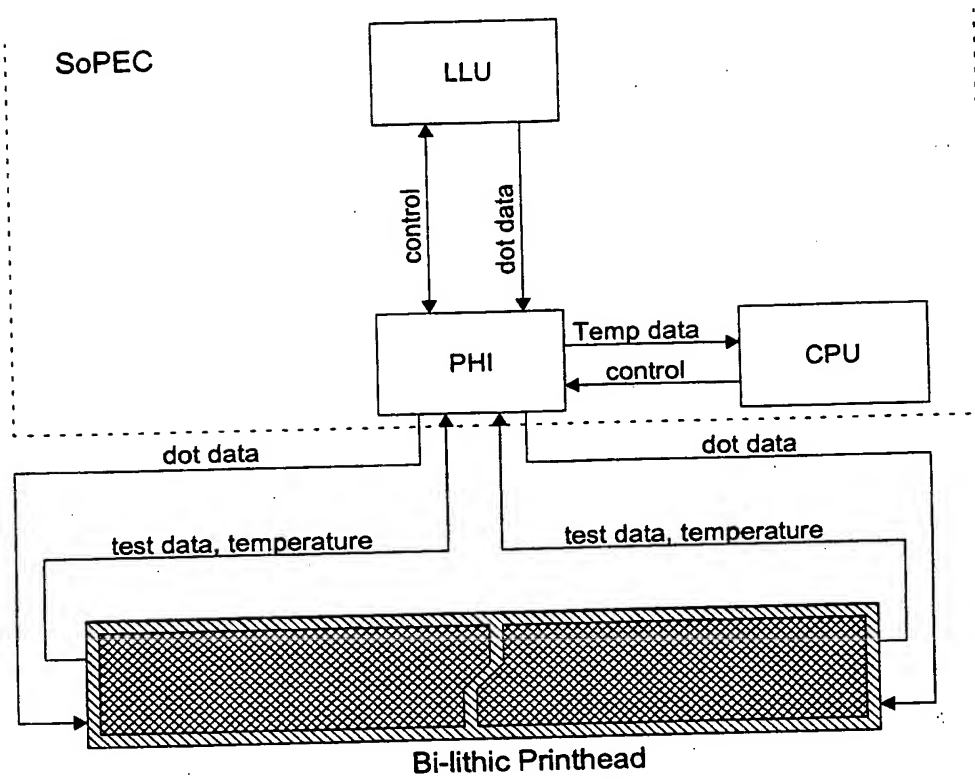 SoPEC
LLU
control
dot data
PHI
Temp data
control
CPU
dot data
dot data
test data, temperature
test data, temperature
Bi-lithic Printhead